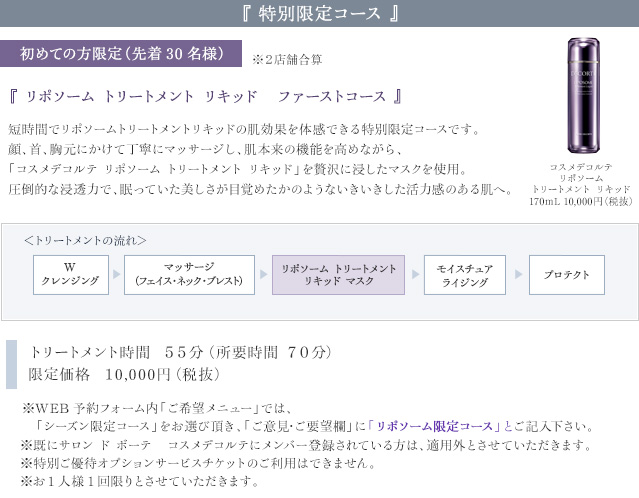 『 特別限定コース 』
初めての方限定(先着30名様)
※2店舗合算
『 リポソーム トリートメント リキッド ファーストコース 』
短時間でリポソームトリートメントリキッドの肌効果を体感できる特別限定コースです。
顔、首、胸元にかけて丁寧にマッサージし、肌本来の機能を高めながら、
「コスメデコルテ リポソーム トリートメント リキッド」を贅沢に浸したマスクを使用。
圧倒的な浸透力で、眠っていた美しさが目覚めたかのようないきいきした活力感のある肌へ。
コスメデコルテ
リポソーム
トリートメント リキッド
170mL 10,000円(税抜)
<トリートメントの流れ>
W
クレンジング
マッサージ
(フェイス・ネック・ブレスト)
リポソーム トリートメント
リキッド マスク
モイスチュア
ライジング
プロテクト
トリートメント時間 55分(所要時間 70分)
限定価格 10,000円(税抜)
※WEB予約フォーム内「ご希望メニュー」では、
「シーズン限定コース」をお選び頂き、「ご意見・ご要望欄」に「リポソーム限定コース」とご記入下さい。
※既にサロン ド ボーテ コスメデコルテにメンバー登録されている方は、適用外とさせていただきます。
※特別ご優待オプションサービスチケットのご利用はできません。
※お1人様1回限りとさせていただきます。